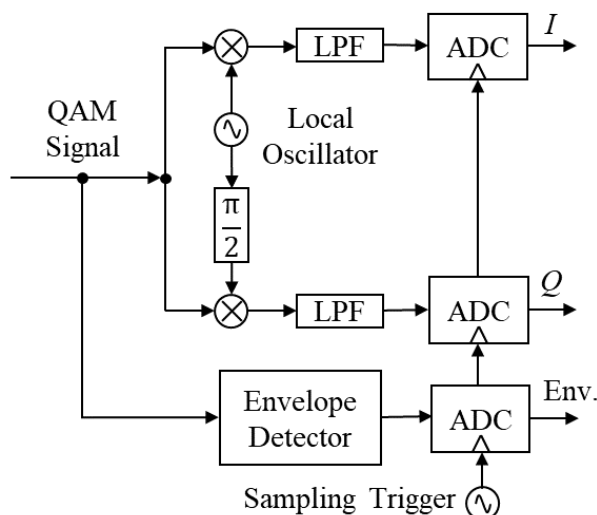 LPF
ADC
I
QAM
Signal
Local
Oscillator
π
2
LPF
ADC
Q
Envelope
Detector
ADC
Env.
Sampling Trigger